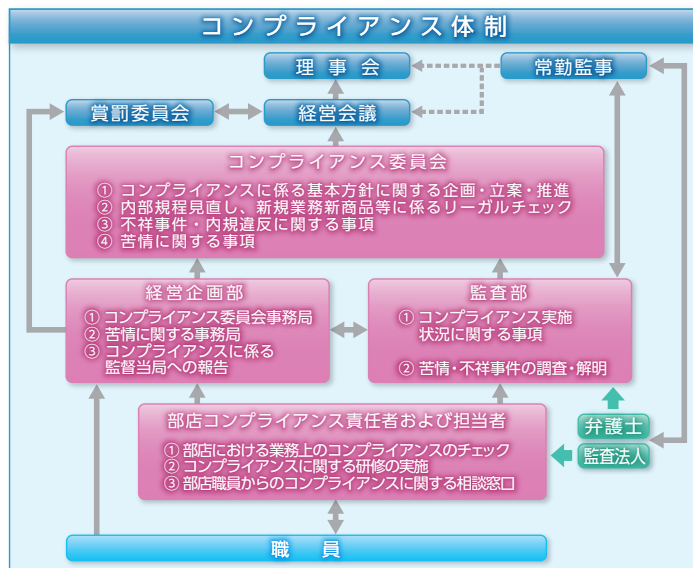 コンプライアンス体制
理事会
常勤監事
賞罰委員会
経営会議
コンプライアンス委員会
① コンプライアンスに係る基本方針に関する企画・立案・推進
② 内部規程見直し、新規業務新商品等に係るリーガルチェック
③ 不祥事件・内規違反に関する事項
④ 苦情に関する事項
経営企画部
① コンプライアンス委員会事務局
② 苦情に関する事務局
③ コンプライアンスに係る
監督当局への報告
監査部
① コンプライアンス実施
状況に関する事項
② 苦情・不祥事件の調査・解明
部店コンプライアンス責任者および担当者
① 部店における業務上のコンプライアンスのチェック
② コンプライアンスに関する研修の実施
③ 部店職員からのコンプライアンスに関する相談窓口
弁護士
監査法人
職員